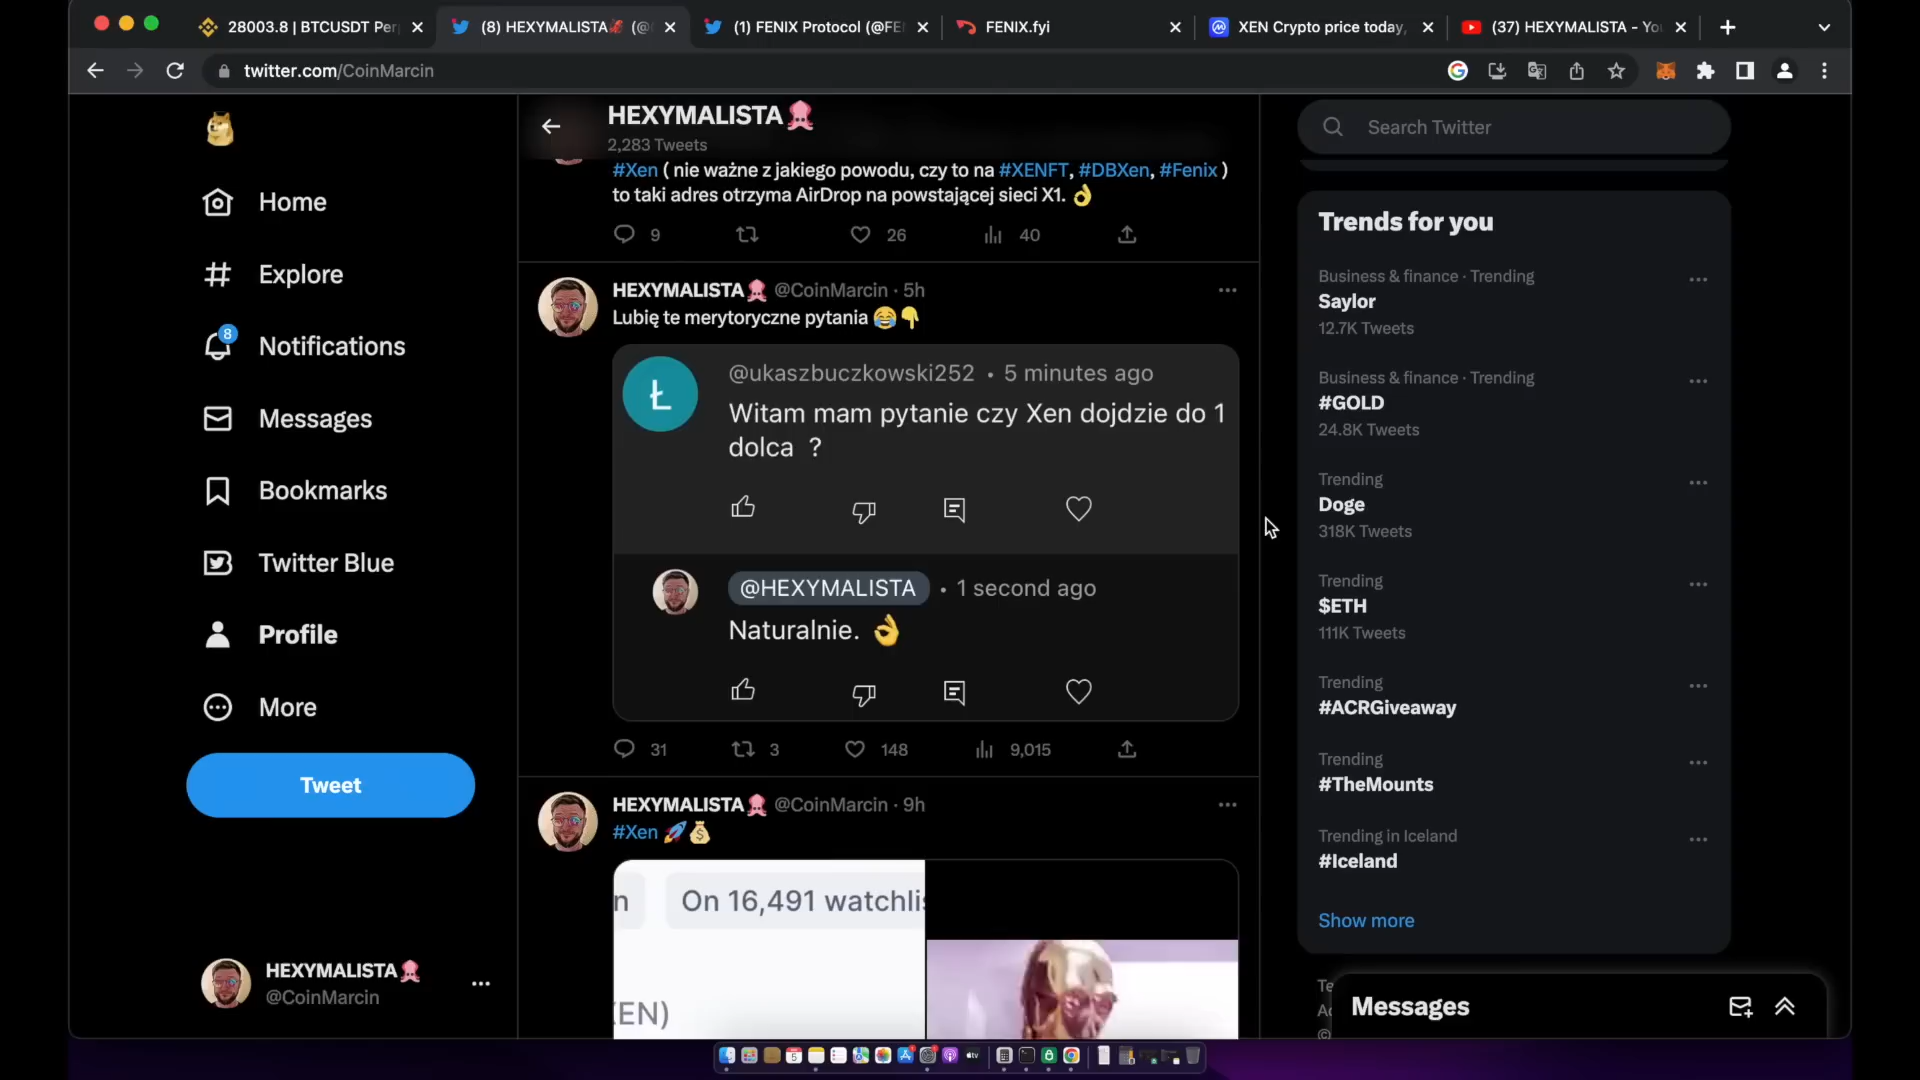 28003.8 | BTCUSDT Per
(8) HEXYMALISTA
(1) FENIX Protocol (@FE
FENIX.fyi
XEN Crypto price today,
(37) HEXYMALISTA - Yo
twitter.com/CoinMarcin
HEXYMALISTA
2,283 Tweets
Search Twitter
#Xen ( nie ważne z jakiego powodu, czy to na #XENFT, #DBXen, #Fenix )
to taki adres otrzyma AirDrop na powstającej sieci X1. 👌
9 26 40
Home
Explore
8
Notifications
Messages
Bookmarks
Twitter Blue
Profile
More
Tweet
HEXYMALISTA
@CoinMarcin
HEXYMALISTA @CoinMarcin · 5h
Lubię te merytoryczne pytania 😂👇
Ł
@ukaszbuczkowski252 • 5 minutes ago
Witam mam pytanie czy Xen dojdzie do 1
dolca ?
@HEXYMALISTA • 1 second ago
Naturalnie. 👌
31 3 148 9,015
HEXYMALISTA @CoinMarcin · 9h
#Xen 🚀💰
On 16,491 watchlis
XEN)
Trends for you
Business & finance · Trending
Saylor
12.7K Tweets
Business & finance · Trending
#GOLD
24.8K Tweets
Trending
Doge
318K Tweets
Trending
$ETH
111K Tweets
Trending
#ACRGiveaway
Trending
#TheMounts
Trending in Iceland
#Iceland
Show more
Messages